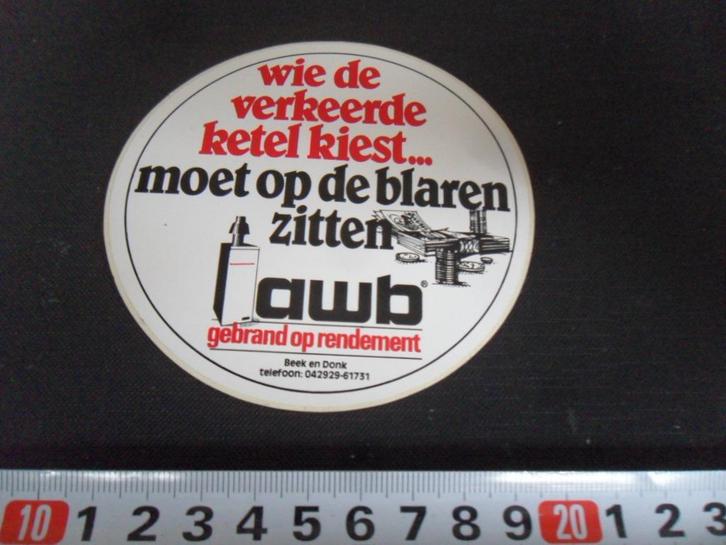 wie de
verkeerde
ketel kiest...
moet op de blaren
zitten
awb®
gebrand op rendement
Beek en Donk
telefoon: 042929-61731
10 1 2 3 4 5 6 7 8 9 20 1 2 3